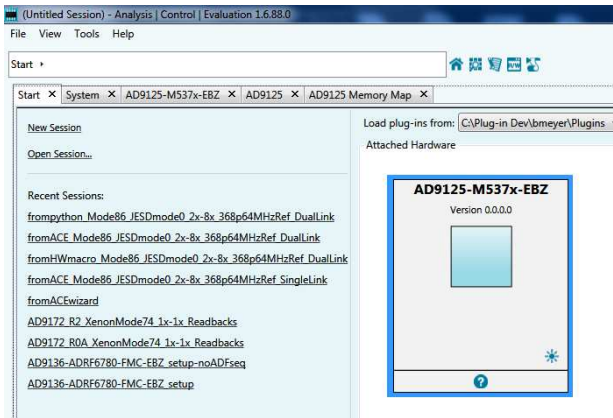 (Untitled Session) - Analysis | Control | Evaluation 1.6.88.0
File View Tools Help
Start
Start System AD9125-M537x-EBZ AD9125 AD9125 Memory Map
New Session
Open Session...
Recent Sessions:
frompython_Mode86_JESDmode0_2x-8x_368p64MHzRef_DualLink
fromACE_Mode86_JESDmode0_2x-8x_368p64MHzRef_DualLink
fromHWmacro_Mode86_JESDmode0_2x-8x_368p64MHzRef_DualLink
fromACE_Mode86_JESDmode0_2x-8x_368p64MHzRef_SingleLink
fromACEwizard
AD9172_R2_XenonMode74_1x-1x_Readbacks
AD9172_R0A_XenonMode74_1x-1x_Readbacks
AD9136-ADRF6780-FMC-EBZ_setup-noADFseq
AD9136-ADRF6780-FMC-EBZ_setup
Load plug-ins from: C:\Plug-in Dev\bmeyer\Plugins
Attached Hardware
AD9125-M537x-EBZ
Version 0.0.0.0
?